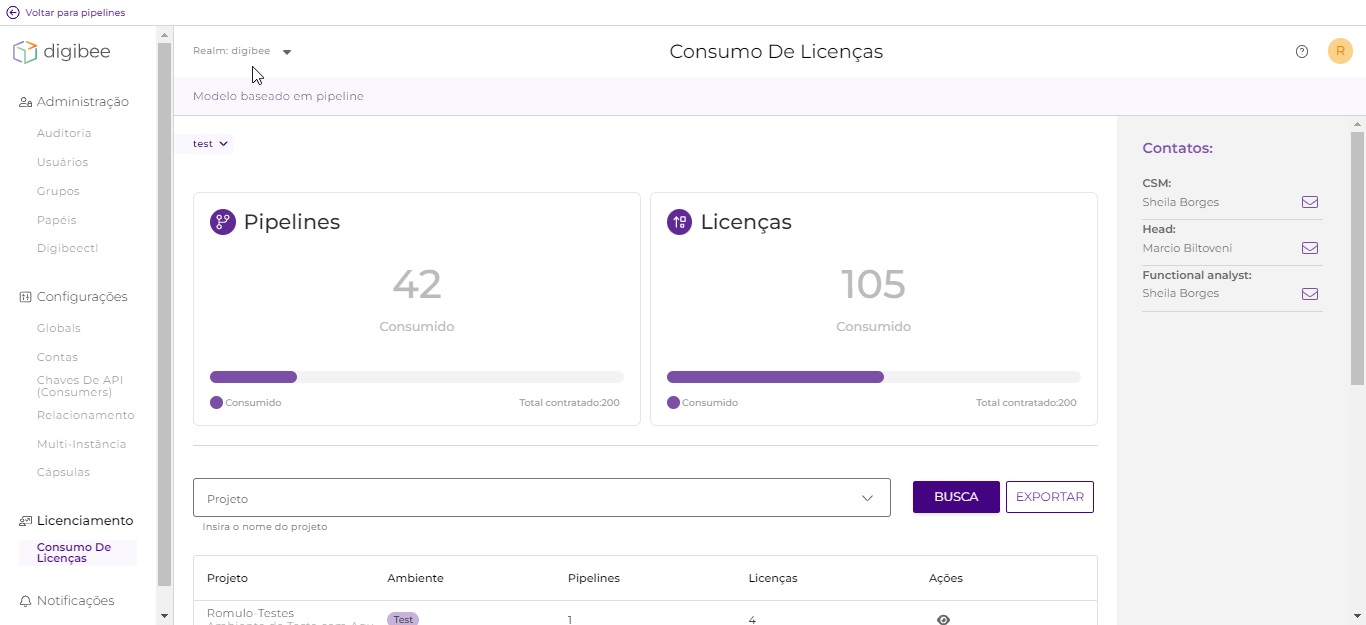 Voltar para pipelines
digibee
Administração
Auditoria
Usuários
Grupos
Papéis
Digibeectl
Configurações
Globals
Contas
Chaves De API
(Consumers)
Relacionamento
Multi-Instância
Cápsulas
Licenciamento
Consumo De
Licenças
Notificações
Realm: digibee
Consumo De Licenças
R
Modelo baseado em pipeline
test
Pipelines
42
Consumido
Consumido
Total contratado:200
Licenças
105
Consumido
Consumido
Total contratado:200
Projeto
Insira o nome do projeto
BUSCA
EXPORTAR
Projeto Ambiente Pipelines Licenças Ações
Romulo-Testes
Test 1 4
Contatos:
CSM:
Sheila Borges
Head:
Marcio Biltoveni
Functional analyst:
Sheila Borges